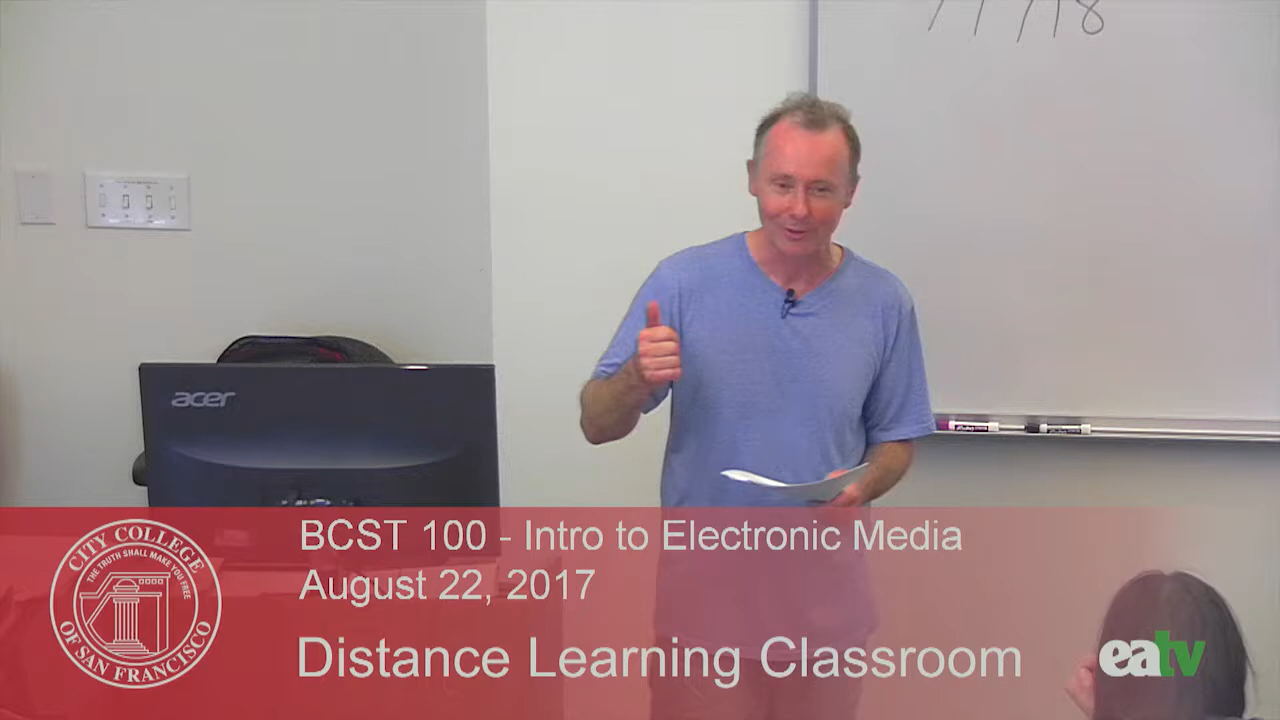 acer
BCST 100 - Intro to Electronic Media
August 22, 2017
Distance Learning Classroom
CITY COLLEGE
OF SAN FRANCISCO
THE TRUTH SHALL MAKE YOU FREE
eatv